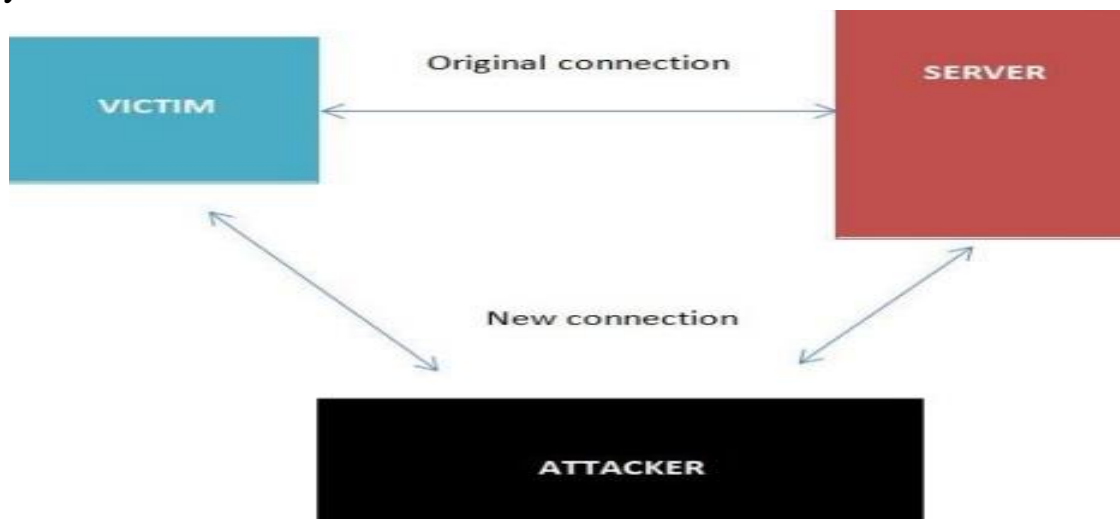 Original connection
SERVER
VICTIM
New connection
ATTACKER